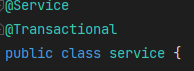 @Service
@Transactional
public class service {